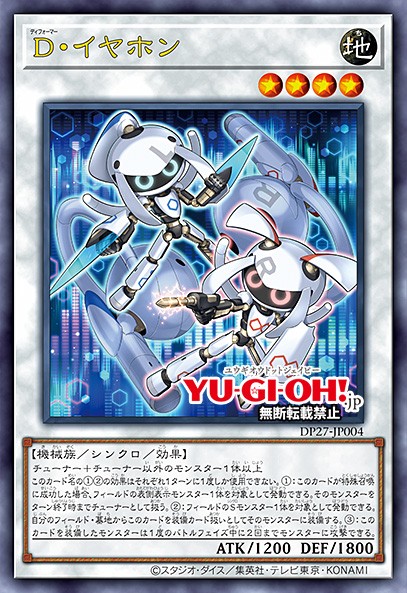 ディフォーマー
D・イヤホン
ち
地
ユウギオウドットジェイピー
YU-GI-OH!.jp
無断転載禁止
DP27-JP004
【機械族／シンクロ／効果】
チューナー＋チューナー以外のモンスター1体以上
このカード名の①②の効果はそれぞれ1ターンに1度しか使用できない。①：このカードが特殊召喚
に成功した場合、フィールドの表側表示モンスター1体を対象として発動できる。そのモンスターを
ターン終了時までチューナーとして扱う。②：フィールドのSモンスター1体を対象として発動できる。
自分のフィールド・墓地からこのカードを装備カード扱いとしてそのモンスターに装備する。③：この
カードを装備したモンスターは1度のバトルフェイズ中に2回までモンスターに攻撃できる。
ATK/1200 DEF/1800
©スタジオ・ダイス／集英社・テレビ東京・KONAMI